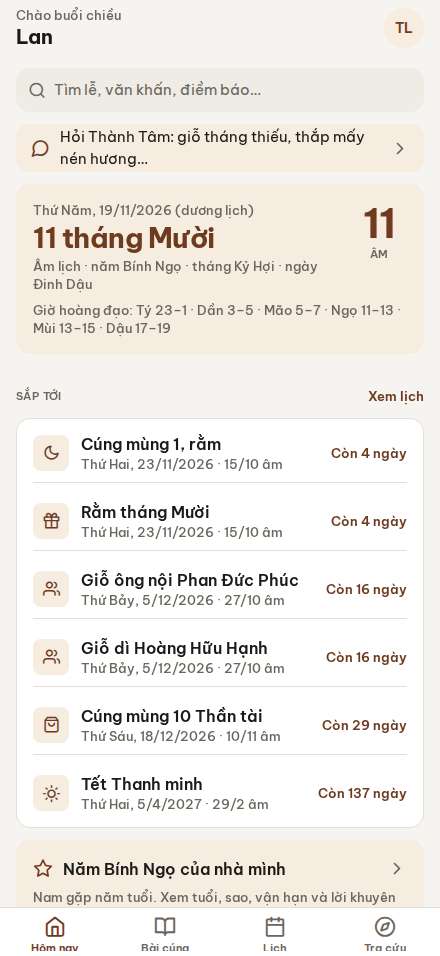 Chào buổi chiều
Lan
TL
Tìm lễ, văn khấn, điềm báo...
Hỏi Thành Tâm: giỗ tháng thiếu, thắp mấy
nén hương...
Thứ Năm, 19/11/2026 (dương lịch)
11 tháng Mười
11
ÂM
Âm lịch · năm Bính Ngọ · tháng Kỷ Hợi · ngày
Đinh Dậu
Giờ hoàng đạo: Tý 23–1 · Dần 3–5 · Mão 5–7 · Ngọ 11–13 ·
Mùi 13–15 · Dậu 17–19
SẮP TỚI
Xem lịch
Cúng mùng 1, rằm
Thứ Hai, 23/11/2026 · 15/10 âm
Còn 4 ngày
Rằm tháng Mười
Thứ Hai, 23/11/2026 · 15/10 âm
Còn 4 ngày
Giỗ ông nội Phan Đức Phúc
Thứ Bảy, 5/12/2026 · 27/10 âm
Còn 16 ngày
Giỗ dì Hoàng Hữu Hạnh
Thứ Bảy, 5/12/2026 · 27/10 âm
Còn 16 ngày
Cúng mùng 10 Thần tài
Thứ Sáu, 18/12/2026 · 10/11 âm
Còn 29 ngày
Tết Thanh minh
Thứ Hai, 5/4/2027 · 29/2 âm
Còn 137 ngày
Năm Bính Ngọ của nhà mình
Nam gặp năm tuổi. Xem tuổi, sao, vận hạn và lời khuyên
Hôm nay
Bài cúng
Lịch
Tra cứu